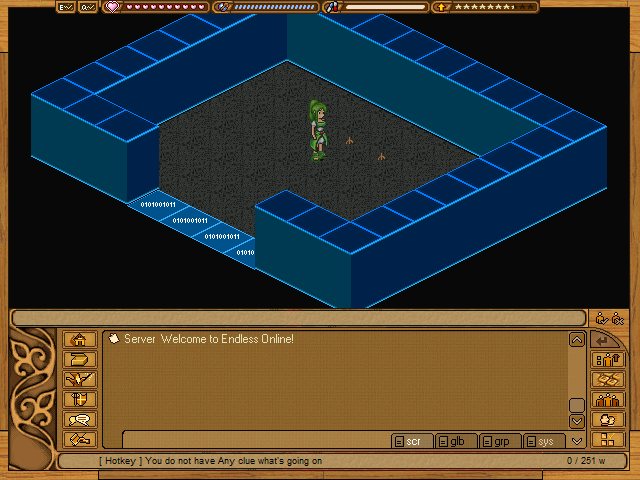 0101001011
0101001011
0101001011
01010
Server Welcome to Endless Online!
scr glb grp sys
[ Hotkey ] You do not have Any clue what's going on
0 / 251 w